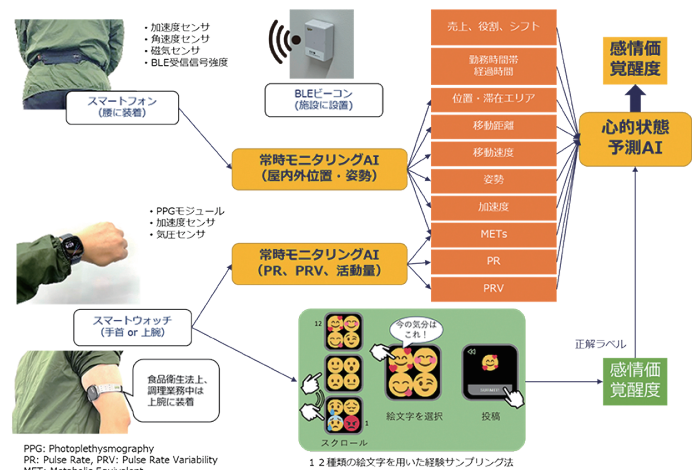 ・加速度センサ
・角速度センサ
・磁気センサ
・BLE受信信号強度
スマートフォン
(腰に装着)
BLEビーコン
(施設に設置)
売上、役割、シフト
勤務時間帯
経過時間
位置・滞在エリア
移動距離
移動速度
姿勢
加速度
METs
PR
PRV
感情価
覚醒度
心的状態
予測AI
常時モニタリングAI
(屋内外位置・姿勢)
・PPGモジュール
・加速度センサ
・気圧センサ
常時モニタリングAI
(PR、PRV、活動量)
スマートウォッチ
(手首 or 上腕)
食品衛生法上、
調理業務中は
上腕に装着
12
1
スクロール
今の気分は
これ!
絵文字を選択
投稿
正解ラベル
感情価
覚醒度
12種類の絵文字を用いた経験サンプリング法
PPG: Photoplethysmography
PR: Pulse Rate, PRV: Pulse Rate Variability
MET: Metabolic Equivalent